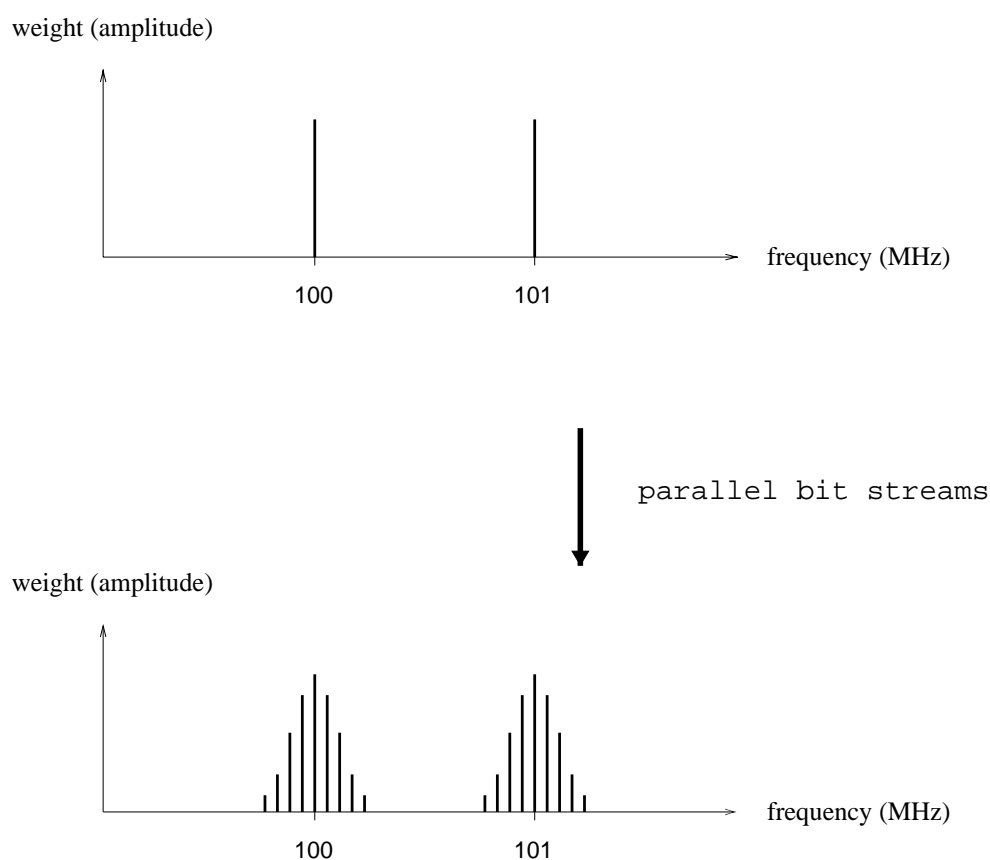 weight (amplitude)
frequency (MHz)
100
101
parallel bit streams
weight (amplitude)
frequency (MHz)
100
101